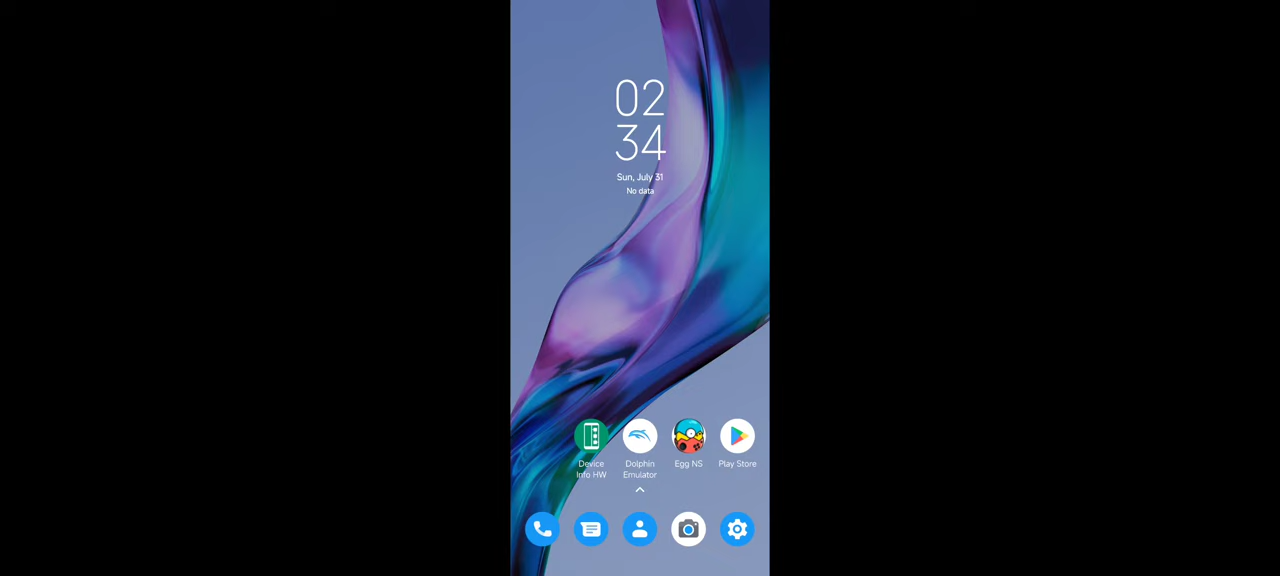 02
34
Sun, July 31
No data
Device
Info HW
Dolphin
Emulator
Egg NS
Play Store